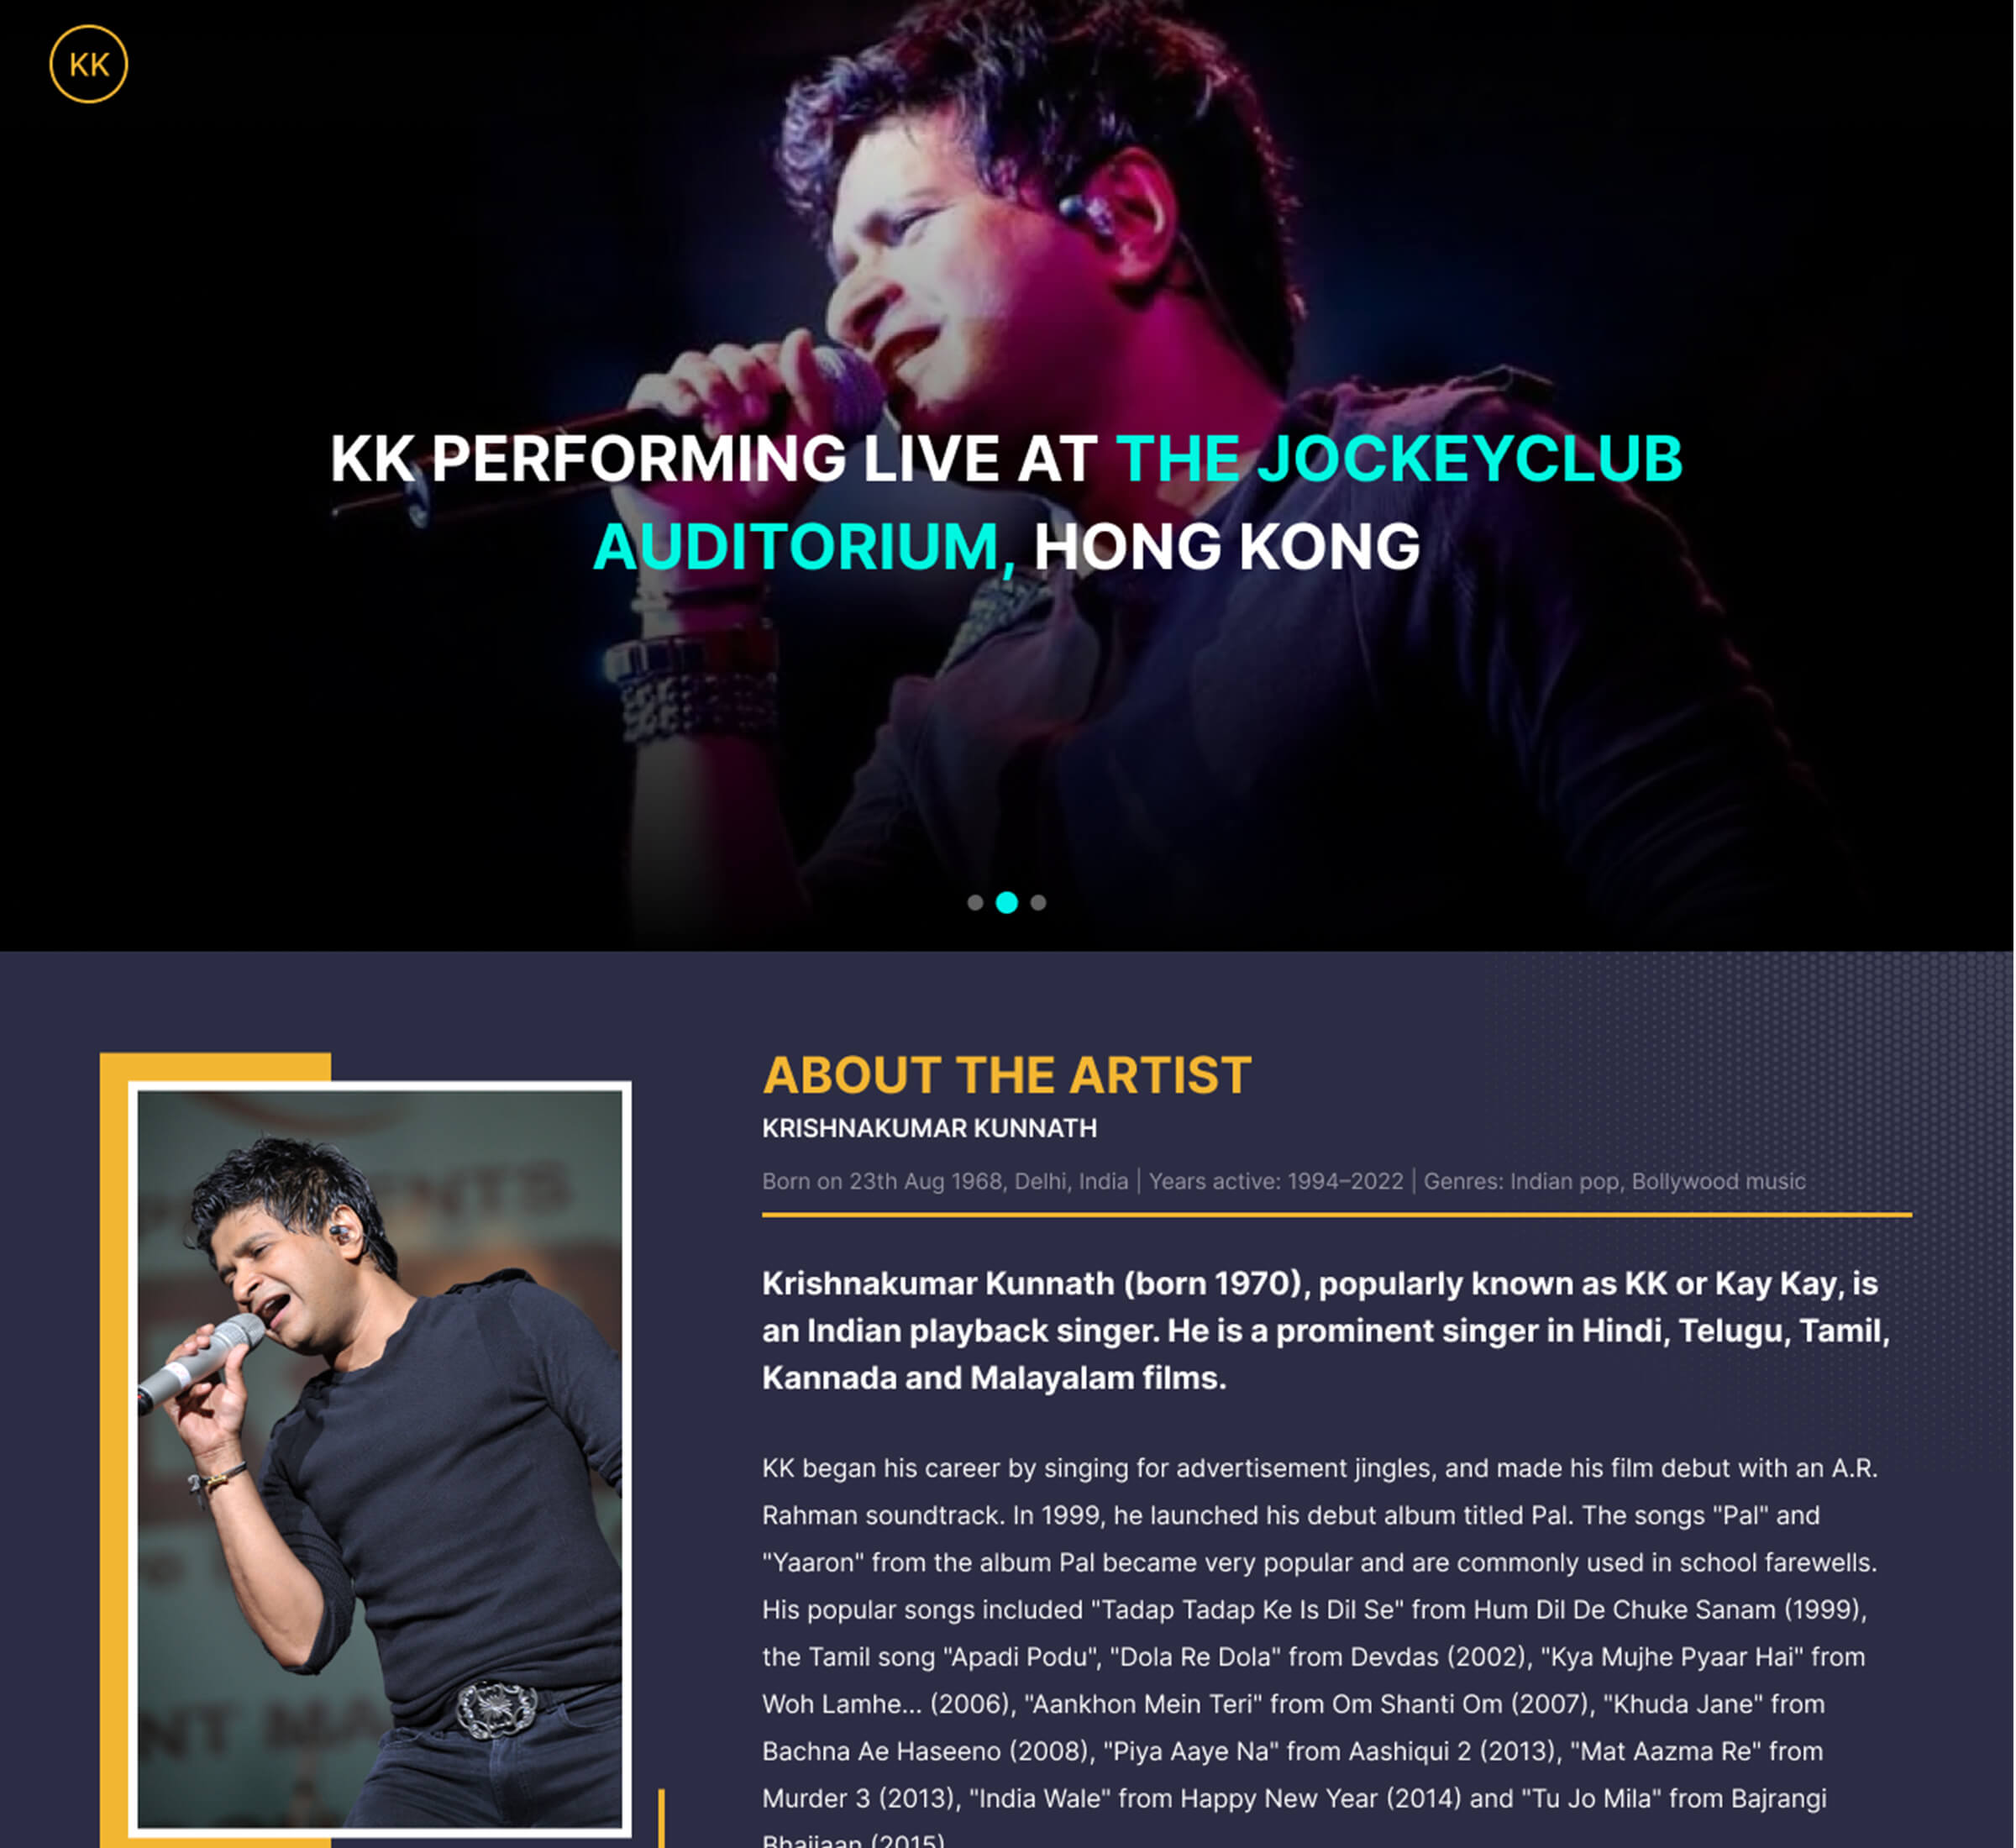 KK
KK PERFORMING LIVE AT THE JOCKEYCLUB
AUDITORIUM, HONG KONG
ABOUT THE ARTIST
KRISHNAKUMAR KUNNATH
Born on 23th Aug 1968, Delhi, India | Years active: 1994–2022 | Genres: Indian pop, Bollywood music
Krishnakumar Kunnath (born 1970), popularly known as KK or Kay Kay, is
an Indian playback singer. He is a prominent singer in Hindi, Telugu, Tamil,
Kannada and Malayalam films.
KK began his career by singing for advertisement jingles, and made his film debut with an A.R.
Rahman soundtrack. In 1999, he launched his debut album titled Pal. The songs "Pal" and
"Yaaron" from the album Pal became very popular and are commonly used in school farewells.
His popular songs included "Tadap Tadap Ke Is Dil Se" from Hum Dil De Chuke Sanam (1999),
the Tamil song "Apadi Podu", "Dola Re Dola" from Devdas (2002), "Kya Mujhe Pyaar Hai" from
Woh Lamhe... (2006), "Aankhon Mein Teri" from Om Shanti Om (2007), "Khuda Jane" from
Bachna Ae Haseeno (2008), "Piya Aaye Na" from Aashiqui 2 (2013), "Mat Aazma Re" from
Murder 3 (2013), "India Wale" from Happy New Year (2014) and "Tu Jo Mila" from Bajrangi
Bhaijaan (2015)